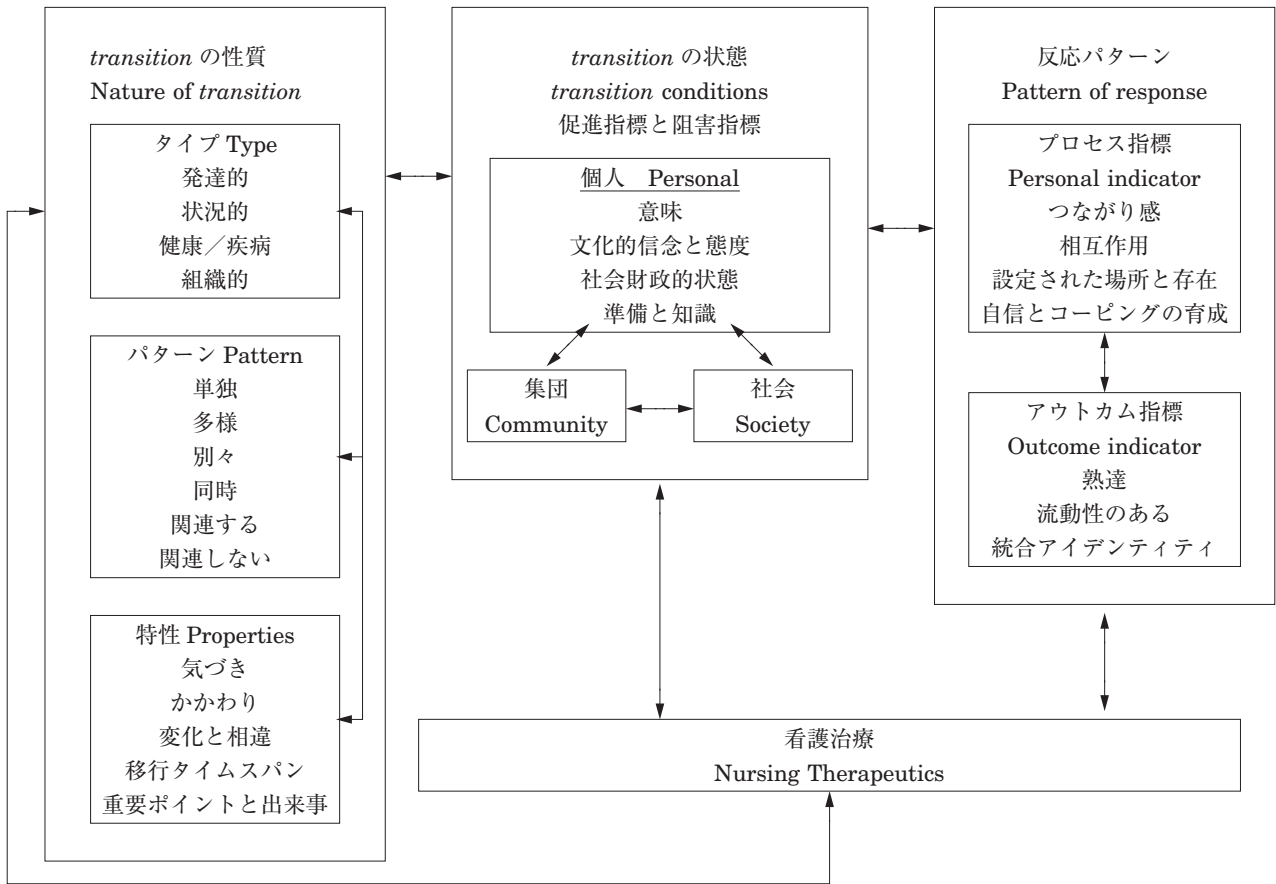 transition の性質
Nature of transition
タイプ Type
発達的
状況的
健康／疾病
組織的
パターン Pattern
単独
多様
別々
同時
関連する
関連しない
特性 Properties
気づき
かかわり
変化と相違
移行タイムスパン
重要ポイントと出来事
transition の状態
transition conditions
促進指標と阻害指標
個人　Personal
意味
文化的信念と態度
社会財政的状態
準備と知識
集団
Community
社会
Society
反応パターン
Pattern of response
プロセス指標
Personal indicator
つながり感
相互作用
設定された場所と存在
自信とコーピングの育成
アウトカム指標
Outcome indicator
熟達
流動性のある
統合アイデンティティ
看護治療
Nursing Therapeutics